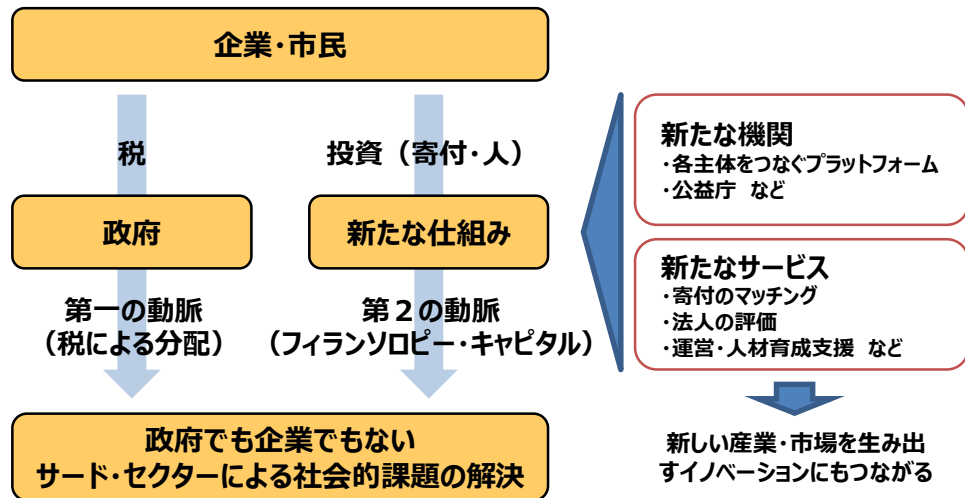 企業・市民
税
投資（寄付・人）
政府
新たな仕組み
第一の動脈
（税による分配）
第２の動脈
（フィランソロピー・キャピタル）
政府でも企業でもない
サード・セクターによる社会的課題の解決
新たな機関
・各主体をつなぐプラットフォーム
・公益庁 など
新たなサービス
・寄付のマッチング
・法人の評価
・運営・人材育成支援 など
新しい産業・市場を生み出
すイノベーションにもつながる